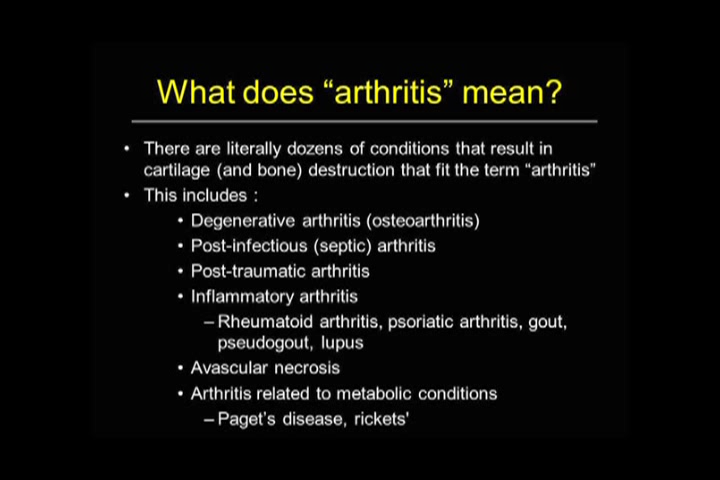 What does “arthritis” mean?
• There are literally dozens of conditions that result in
cartilage (and bone) destruction that fit the term “arthritis”
• This includes :
• Degenerative arthritis (osteoarthritis)
• Post-infectious (septic) arthritis
• Post-traumatic arthritis
• Inflammatory arthritis
– Rheumatoid arthritis, psoriatic arthritis, gout,
pseudogout, lupus
• Avascular necrosis
• Arthritis related to metabolic conditions
– Paget’s disease, rickets'